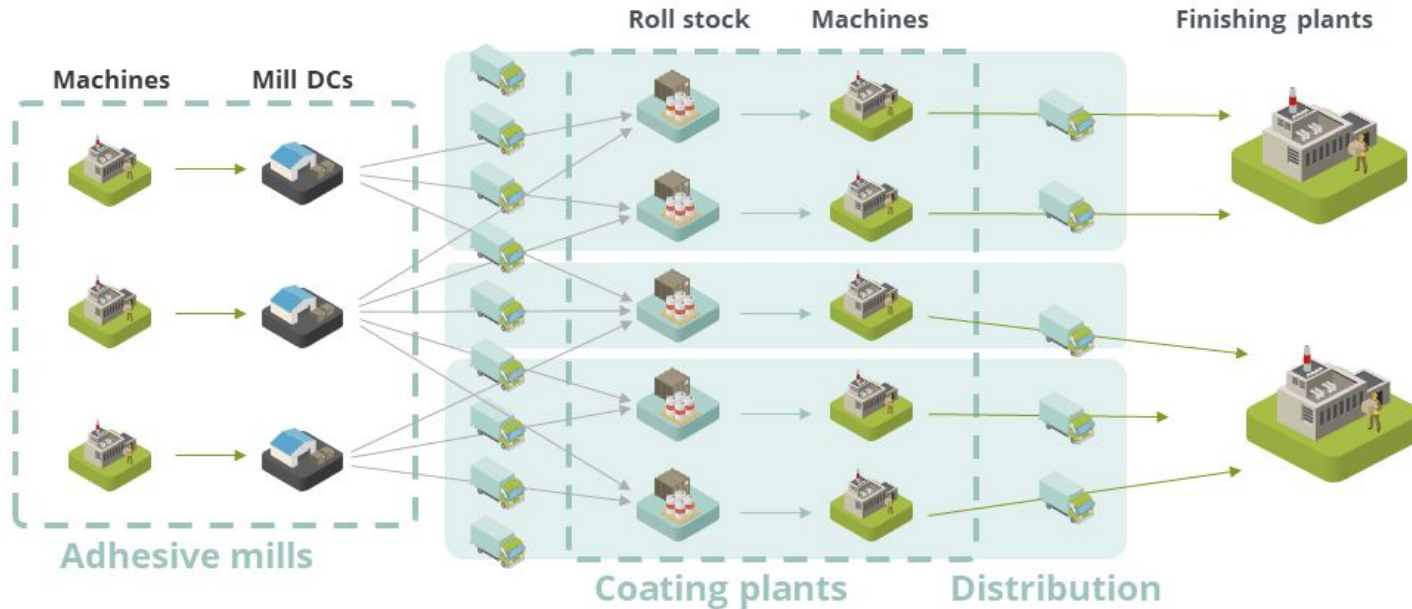 Roll stock
Machines
Finishing plants
Machines
Mill DCs
Adhesive mills
Coating plants
Distribution